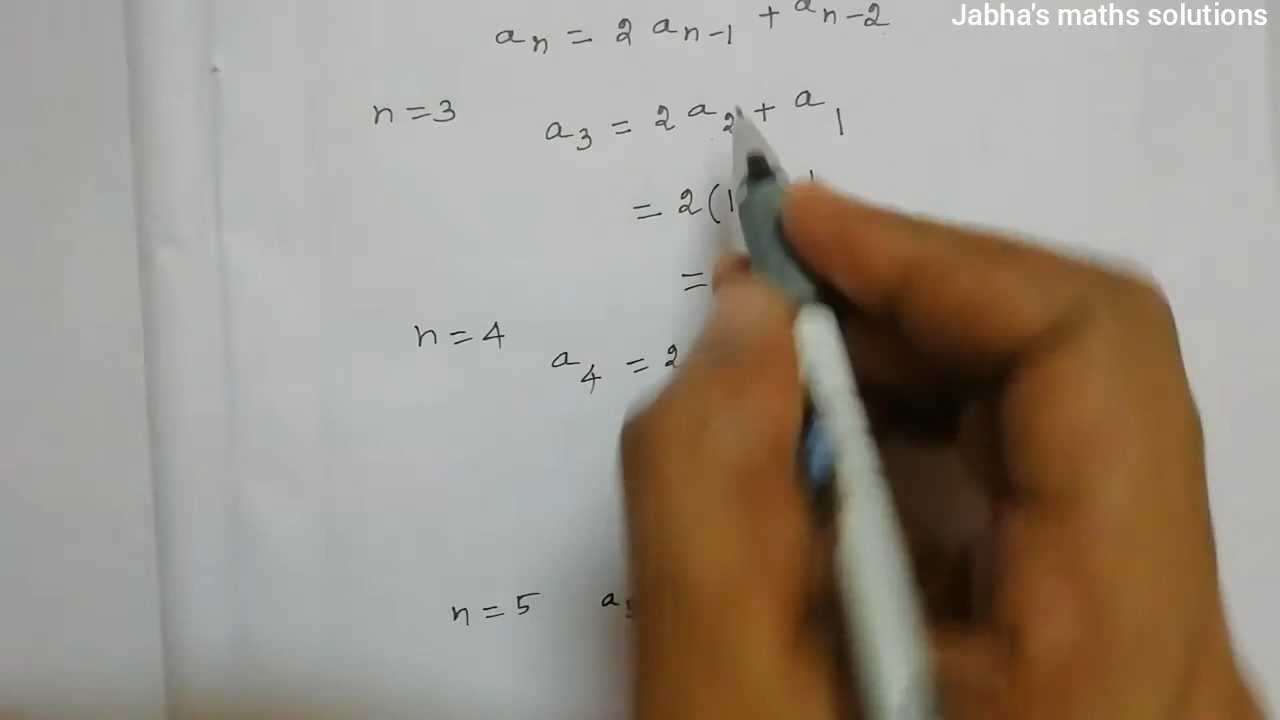 Jabha's maths solutions
aₙ = 2 aₙ₋₁ + aₙ₋₂
n = 3 a₃ = 2 a₂ + a₁
= 2(1
=
n = 4 a₄ = 2
n = 5 a₅